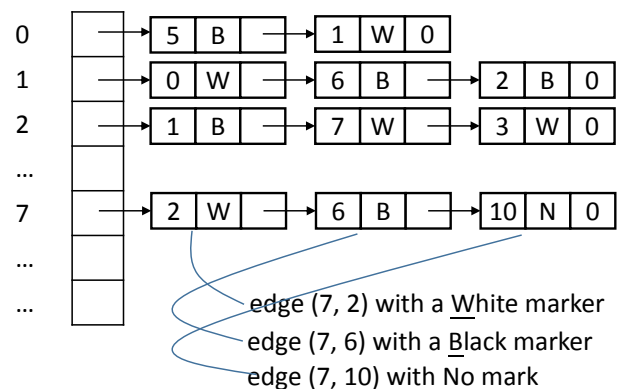 0 5 B 1 W 0
1 0 W 6 B 2 B 0
2 1 B 7 W 3 W 0
...
7 2 W 6 B 10 N 0
...
...
edge (7, 2) with a White marker
edge (7, 6) with a Black marker
edge (7, 10) with No mark